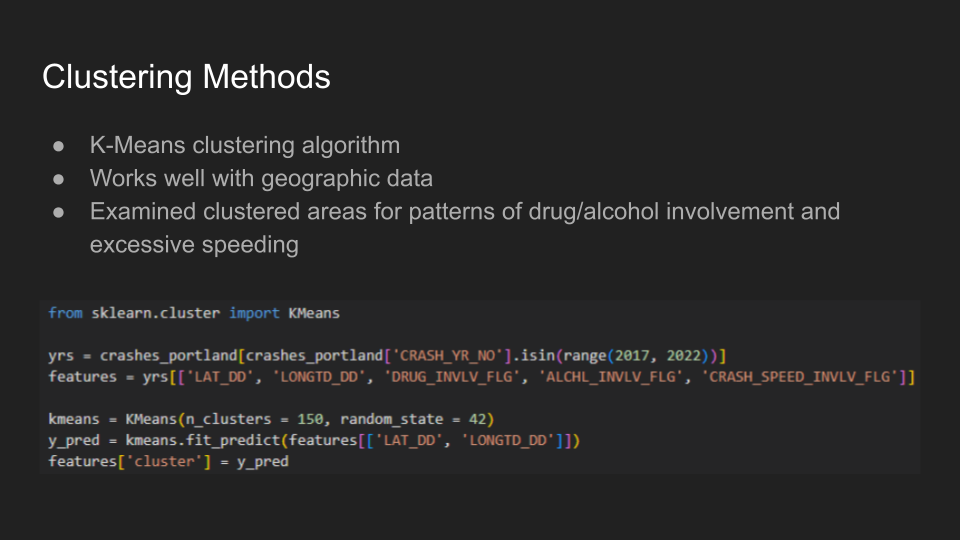 Clustering Methods
● K-Means clustering algorithm
● Works well with geographic data
● Examined clustered areas for patterns of drug/alcohol involvement and
excessive speeding
from sklearn.cluster import KMeans
yrs = crashes_portland[crashes_portland['CRASH_YR_NO'].isin(range(2017, 2022))]
features = yrs[['LAT_DD', 'LONGTD_DD', 'DRUG_INVLV_FLG', 'ALCHL_INVLV_FLG', 'CRASH_SPEED_INVLV_FLG']]
kmeans = KMeans(n_clusters = 150, random_state = 42)
y_pred = kmeans.fit_predict(features[['LAT_DD', 'LONGTD_DD']])
features['cluster'] = y_pred